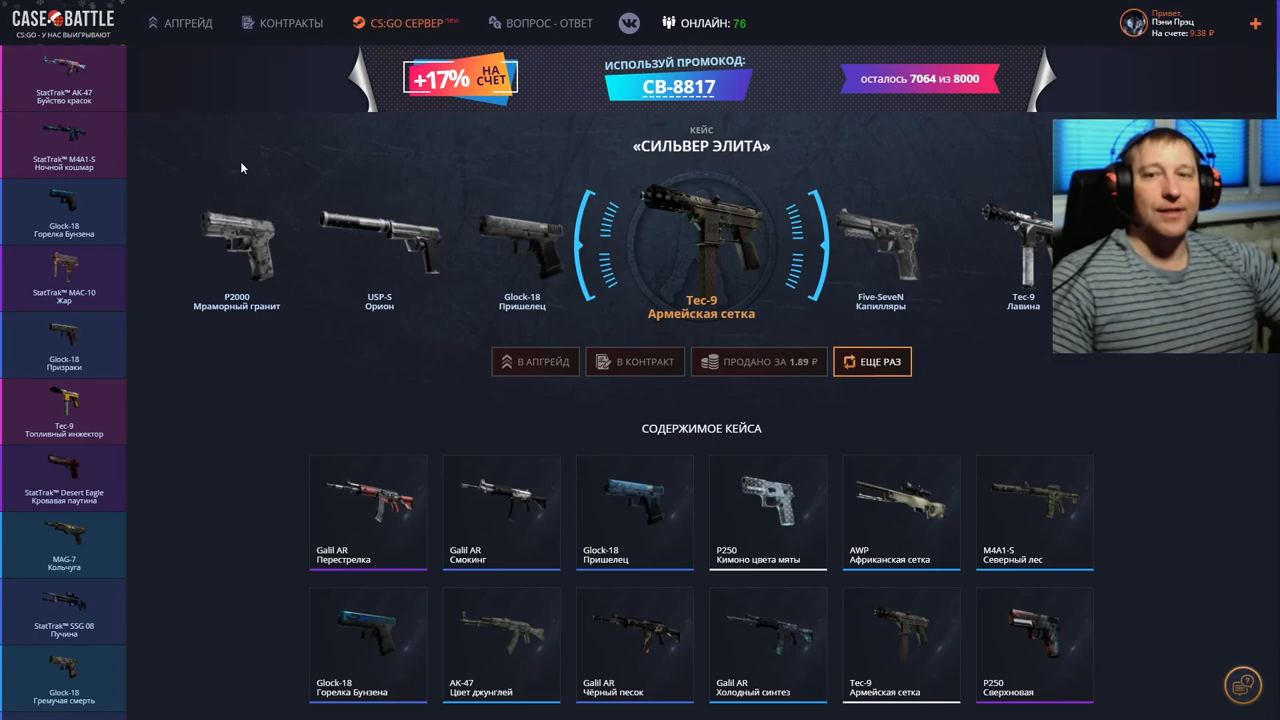 CASE BATTLE
CS:GO - У НАС ВЫИГРЫВАЮТ
АПГРЕЙД
КОНТРАКТЫ
CS:GO СЕРВЕР new
ВОПРОС - ОТВЕТ
ОНЛАЙН: 76
Привет,
Пэни Прэц
На счете: 9.38 ₽
+
+17% НА СЧЕТ
ИСПОЛЬЗУЙ ПРОМОКОД:
CB-8817
осталось 7064 из 8000
StatTrak™ AK-47
Буйство красок
StatTrak™ M4A1-S
Ночной кошмар
Glock-18
Горелка Бунзена
StatTrak™ MAC-10
Жар
Glock-18
Призраки
Tec-9
Топливный инжектор
StatTrak™ Desert Eagle
Кровавая паутина
MAG-7
Кольчуга
StatTrak™ SSG 08
Пучина
Glock-18
Гремучая смерть
КЕЙС
«СИЛЬВЕР ЭЛИТА»
P2000
Мраморный гранит
USP-S
Орион
Glock-18
Пришелец
Tec-9
Армейская сетка
Five-SeveN
Капилляры
Tec-9
Лавина
В АПГРЕЙД
В КОНТРАКТ
ПРОДАНО ЗА 1.89 ₽
ЕЩЕ РАЗ
СОДЕРЖИМОЕ КЕЙСА
Galil AR
Перестрелка
Galil AR
Смокинг
Glock-18
Пришелец
P250
Кимоно цвета мяты
AWP
Африканская сетка
M4A1-S
Северный лес
Glock-18
Горелка Бунзена
AK-47
Цвет джунглей
Galil AR
Чёрный песок
Galil AR
Холодный синтез
Tec-9
Армейская сетка
P250
Сверхновая